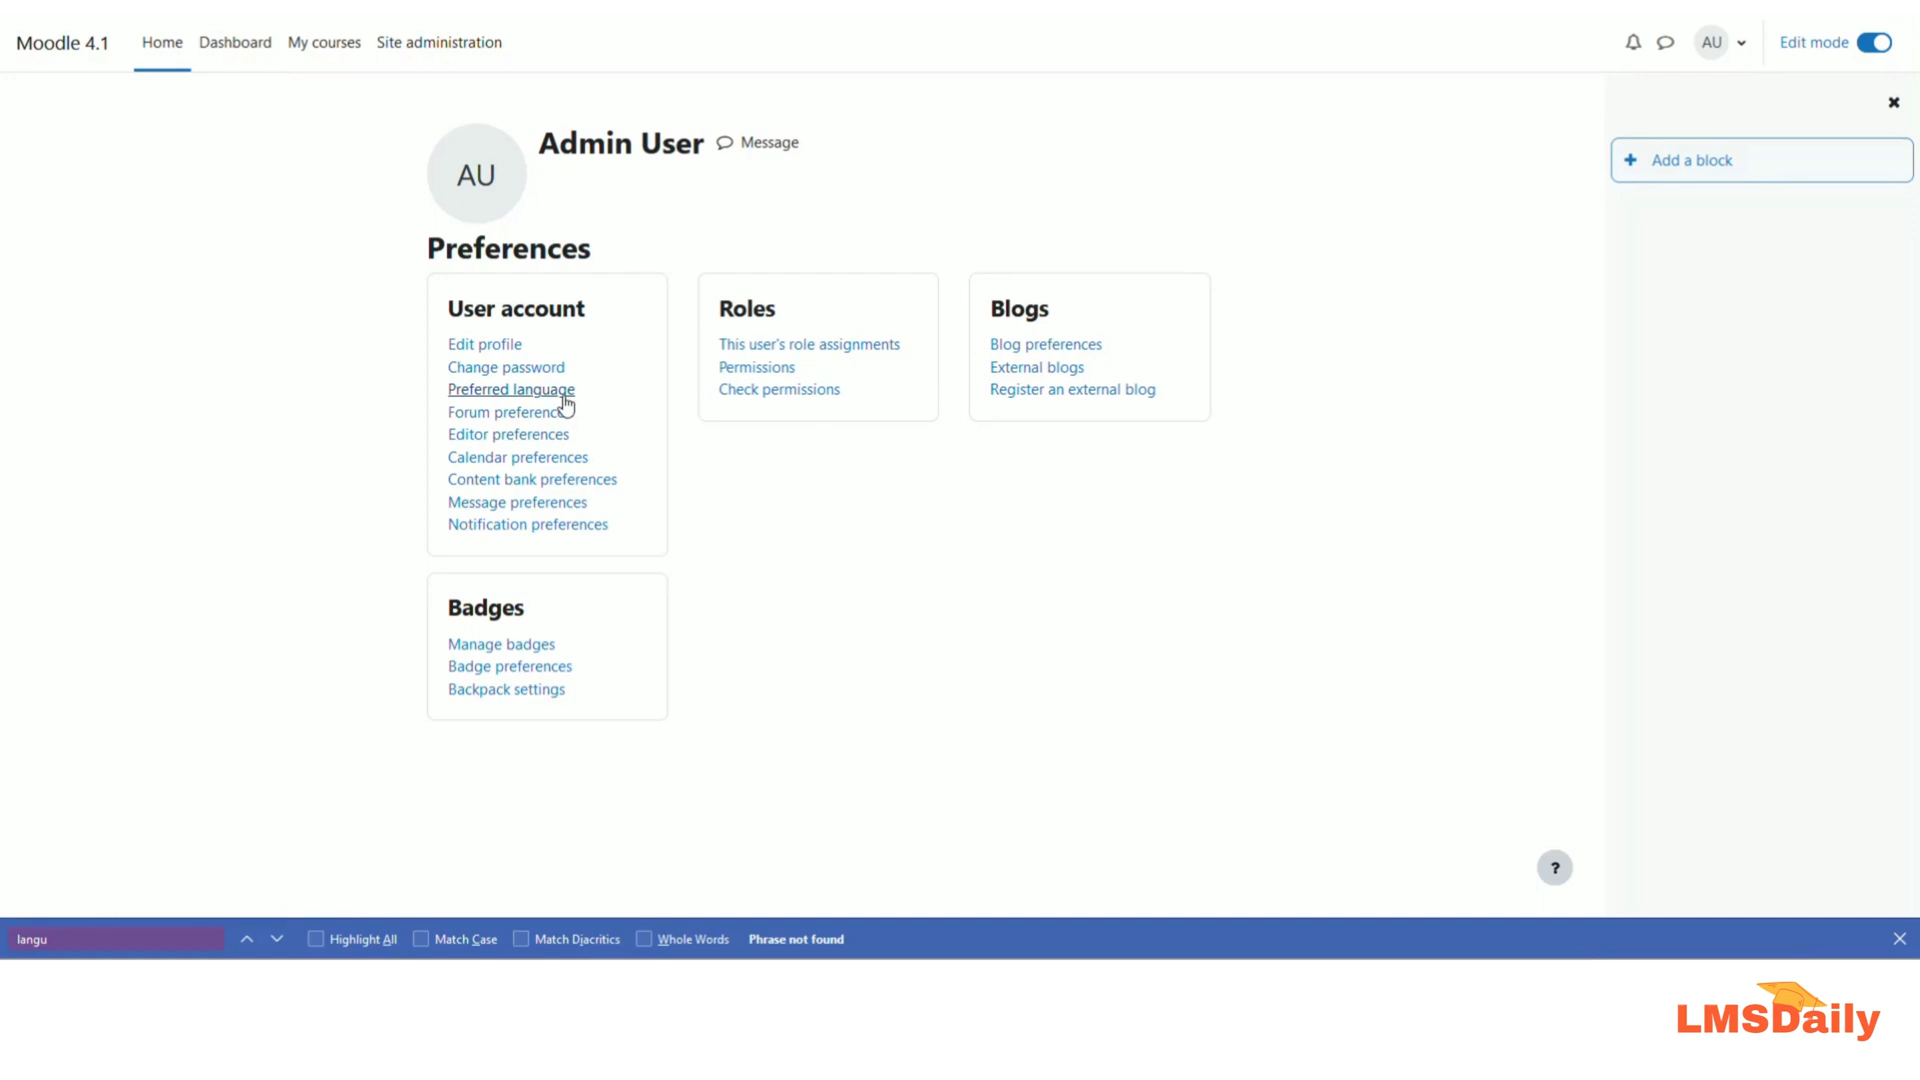 Moodle 4.1 Home Dashboard My courses Site administration AU Edit mode
Add a block
AU
Admin User Message
Preferences
User account
Edit profile
Change password
Preferred language
Forum preferenc
Editor preferences
Calendar preferences
Content bank preferences
Message preferences
Notification preferences
Roles
This user's role assignments
Permissions
Check permissions
Blogs
Blog preferences
External blogs
Register an external blog
Badges
Manage badges
Badge preferences
Backpack settings
?
langu Highlight All Match Case Match Diacritics Whole Words Phrase not found
LMSDaily